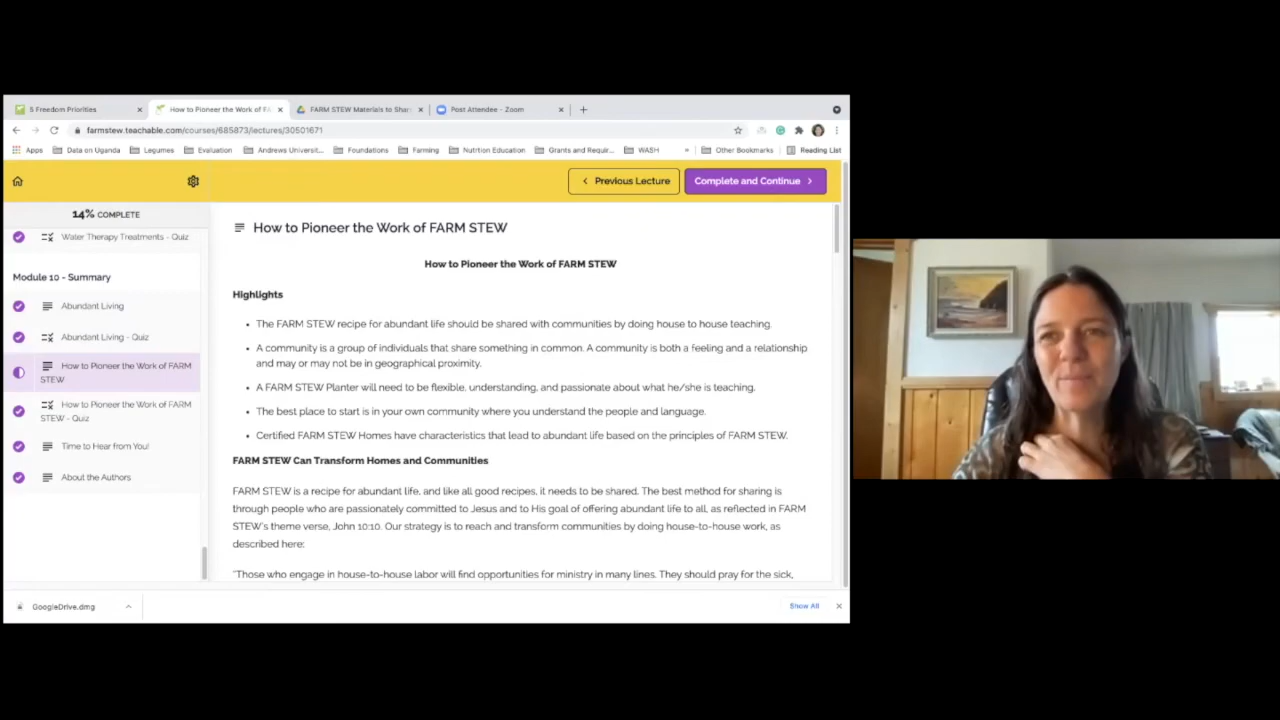 5 Freedom Priorities
How to Pioneer the Work of FA
FARM STEW Materials to Shar
Post Attendee - Zoom
farmstew.teachable.com/courses/685873/lectures/30501671
Apps
Data on Uganda
Legumes
Evaluation
Andrews Universit...
Foundations
Farming
Nutrition Education
Grants and Requir...
WASH
»
Other Bookmarks
Reading List
Previous Lecture
Complete and Continue
14% COMPLETE
Water Therapy Treatments - Quiz
Module 10 - Summary
Abundant Living
Abundant Living - Quiz
How to Pioneer the Work of FARM
STEW
How to Pioneer the Work of FARM
STEW - Quiz
Time to Hear from You!
About the Authors
How to Pioneer the Work of FARM STEW
How to Pioneer the Work of FARM STEW
Highlights
• The FARM STEW recipe for abundant life should be shared with communities by doing house to house teaching.
• A community is a group of individuals that share something in common. A community is both a feeling and a relationship
and may or may not be in geographical proximity.
• A FARM STEW Planter will need to be flexible, understanding, and passionate about what he/she is teaching.
• The best place to start is in your own community where you understand the people and language.
• Certified FARM STEW Homes have characteristics that lead to abundant life based on the principles of FARM STEW.
FARM STEW Can Transform Homes and Communities
FARM STEW is a recipe for abundant life, and like all good recipes, it needs to be shared. The best method for sharing is
through people who are passionately committed to Jesus and to His goal of offering abundant life to all, as reflected in FARM
STEW's theme verse, John 10:10. Our strategy is to reach and transform communities by doing house-to-house work, as
described here:
"Those who engage in house-to-house labor will find opportunities for ministry in many lines. They should pray for the sick,
GoogleDrive.dmg
Show All